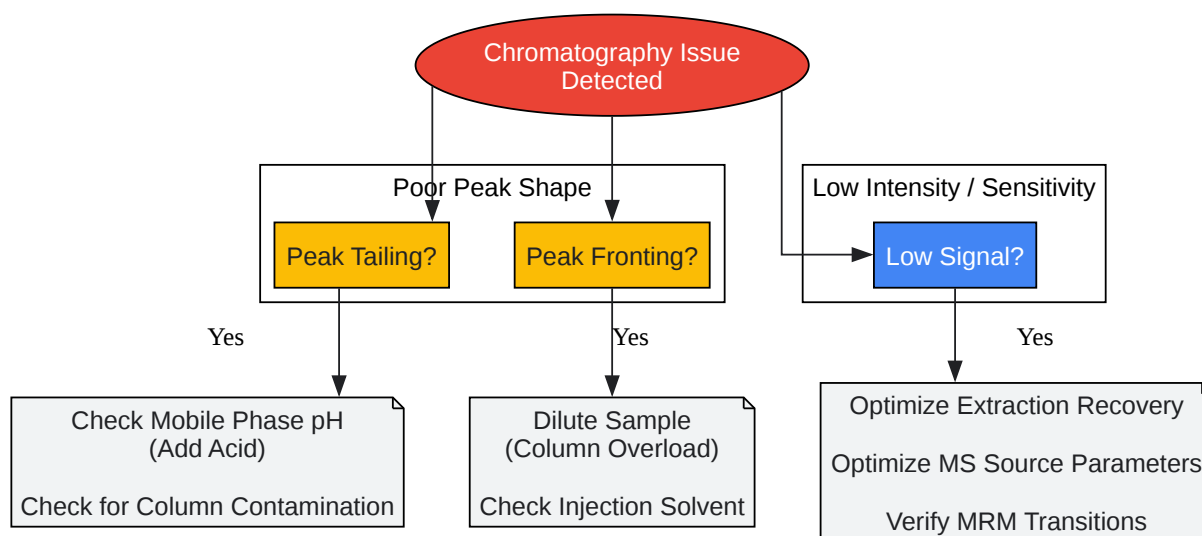 Chromatography Issue
Detected
Poor Peak Shape
Low Intensity / Sensitivity
Peak Tailing?
Peak Fronting?
Low Signal?
Yes
Yes
Yes
Check Mobile Phase pH
(Add Acid)
Check for Column Contamination
Dilute Sample
(Column Overload)
Check Injection Solvent
Optimize Extraction Recovery
Optimize MS Source Parameters
Verify MRM Transitions